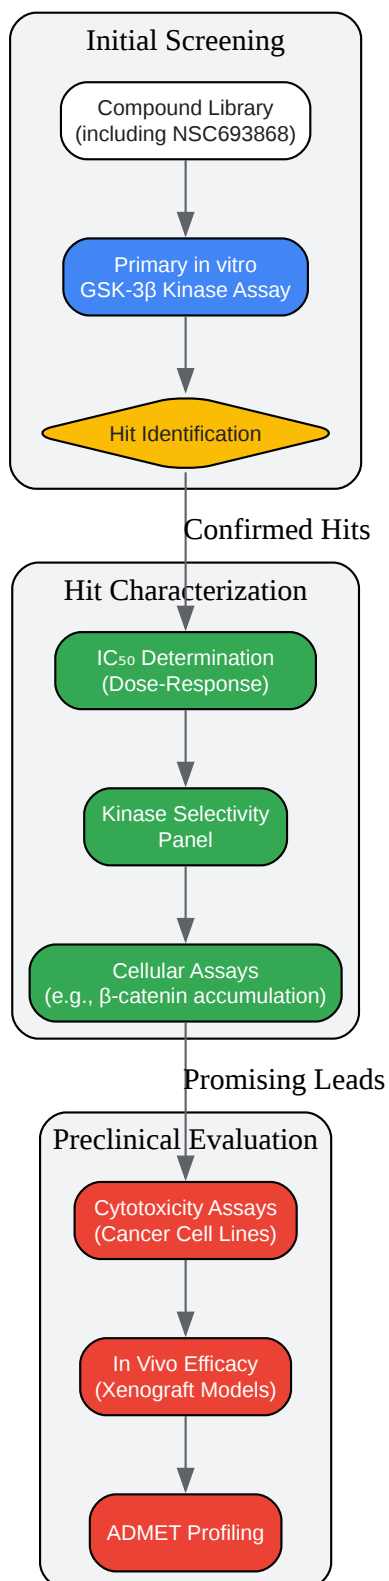 Initial Screening
Compound Library
(including NSC693868)
Primary in vitro
GSK-3β Kinase Assay
Hit Identification
Confirmed Hits
Hit Characterization
IC₅₀ Determination
(Dose-Response)
Kinase Selectivity
Panel
Cellular Assays
(e.g., β-catenin accumulation)
Promising Leads
Preclinical Evaluation
Cytotoxicity Assays
(Cancer Cell Lines)
In Vivo Efficacy
(Xenograft Models)
ADMET Profiling